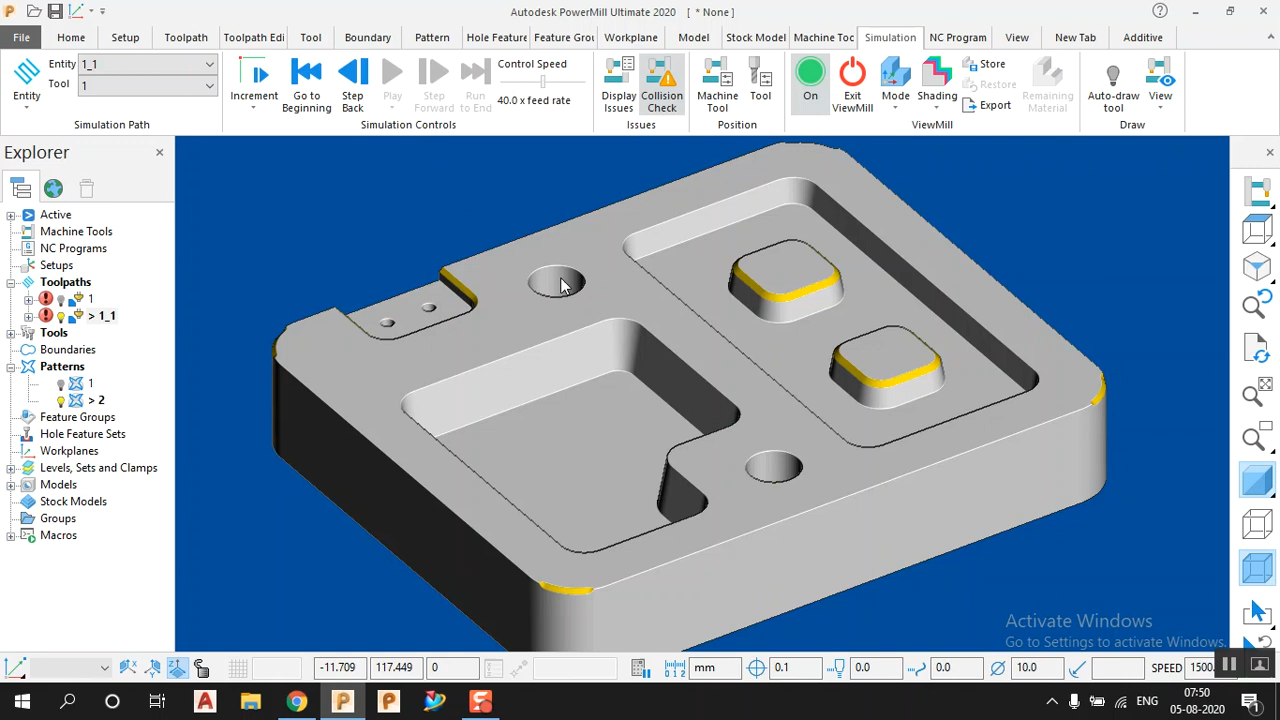 Autodesk PowerMill Ultimate 2020 [ * None ]
File Home Setup Toolpath Toolpath Edi Tool Boundary Pattern Hole Feature Feature Grou Workplane Model Stock Model Machine Toc Simulation NC Program View New Tab Additive
Entity 1_1
Tool 1
Entity
Increment
Go to Beginning
Step Back
Play
Step Forward
Run to End
Control Speed
40.0 x feed rate
Display Issues
Collision Check
Machine Tool
Tool
On
Exit ViewMill
Mode
Shading
Store
Restore
Export
Remaining Material
Auto-draw tool
View
Simulation Path Simulation Controls Issues Position ViewMill Draw
Explorer
Active
Machine Tools
NC Programs
Setups
Toolpaths
1
> 1_1
Tools
Boundaries
Patterns
1
> 2
Feature Groups
Hole Feature Sets
Workplanes
Levels, Sets and Clamps
Models
Stock Models
Groups
Macros
Activate Windows
Go to Settings to activate Windows.
-11.709 117.449 0 mm 0.1 0.0 0.0 10.0 SPEED 1500.
ENG 07:50
05-08-2020